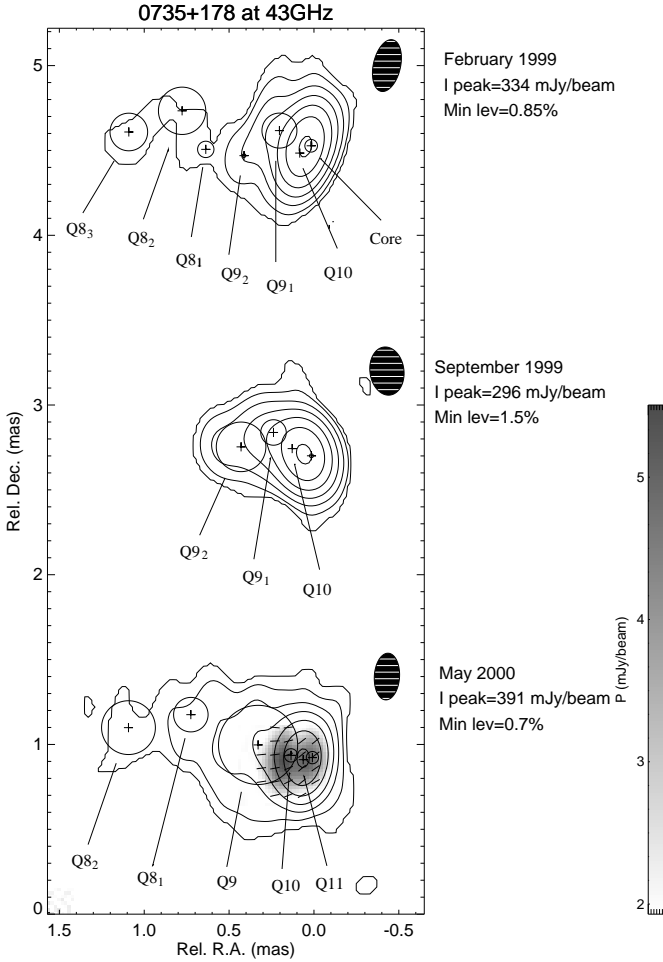 0735+178 at 43GHz
February 1999
I peak=334 mJy/beam
Min lev=0.85%
5
4
Q8₃
Q8₂
Q8₁
Q9₂
Q9₁
Q10
Core
September 1999
I peak=296 mJy/beam
Min lev=1.5%
3
2
Q9₂
Q9₁
Q10
Rel. Dec. (mas)
May 2000
I peak=391 mJy/beam
Min lev=0.7%
1
0
Q8₂
Q8₁
Q9
Q10
Q11
1.5
1.0
0.5
0.0
-0.5
Rel. R.A. (mas)
P (mJy/beam)
5
4
3
2